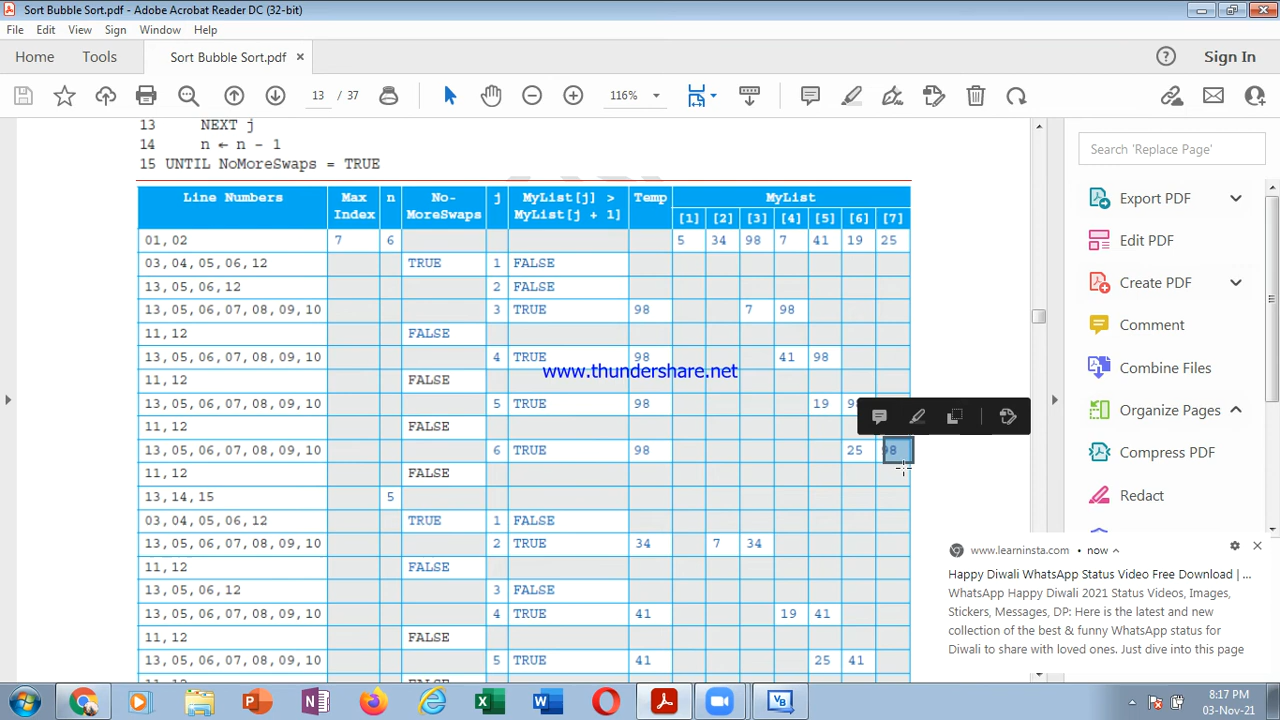 Sort Bubble Sort.pdf - Adobe Acrobat Reader DC (32-bit)
File Edit View Sign Window Help
Home Tools Sort Bubble Sort.pdf × Sign In
13 / 37 116%
13 NEXT j
14 n ← n - 1
15 UNTIL NoMoreSwaps = TRUE
Search 'Replace Page'
Export PDF
Edit PDF
Create PDF
Comment
Combine Files
Organize Pages
Compress PDF
Redact
Line Numbers Max Index n No-MoreSwaps j MyList[j] > MyList[j + 1] Temp MyList
[1] [2] [3] [4] [5] [6] [7]
01, 02 7 6 5 34 98 7 41 19 25
03, 04, 05, 06, 12 TRUE 1 FALSE
13, 05, 06, 12 2 FALSE
13, 05, 06, 07, 08, 09, 10 3 TRUE 98 7 98
11, 12 FALSE
13, 05, 06, 07, 08, 09, 10 4 TRUE 98 41 98
www.thundershare.net
11, 12 FALSE
13, 05, 06, 07, 08, 09, 10 5 TRUE 98 19
11, 12 FALSE
13, 05, 06, 07, 08, 09, 10 6 TRUE 98 25 98
11, 12 FALSE
13, 14, 15 5
03, 04, 05, 06, 12 TRUE 1 FALSE
13, 05, 06, 07, 08, 09, 10 2 TRUE 34 7 34
11, 12 FALSE
13, 05, 06, 12 3 FALSE
13, 05, 06, 07, 08, 09, 10 4 TRUE 41 19 41
11, 12 FALSE
13, 05, 06, 07, 08, 09, 10 5 TRUE 41 25 41
www.learninsta.com • now
Happy Diwali WhatsApp Status Video Free Download | ...
WhatsApp Happy Diwali 2021 Status Videos, Images,
Stickers, Messages, DP: Here is the latest and new
collection of the best & funny WhatsApp status for
Diwali to share with loved ones. Just dive into this page
8:17 PM
03-Nov-21